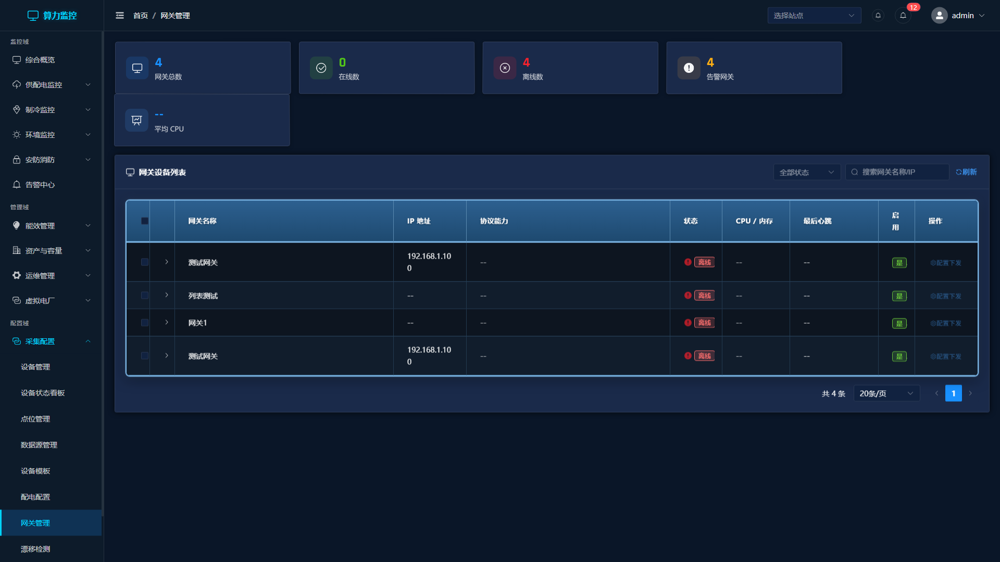 算力监控
首页 / 网关管理
选择站点
12
admin
监控域
综合概览
供配电监控
制冷监控
环境监控
安防消防
告警中心
管理域
能效管理
资产与容量
运维管理
虚拟电厂
配置域
采集配置
设备管理
设备状态看板
点位管理
数据源管理
设备模板
配电配置
网关管理
漂移检测
4
网关总数
0
在线数
4
离线数
4
告警网关
--
平均 CPU
网关设备列表
全部状态
搜索网关名称/IP
刷新
网关名称 IP 地址 协议能力 状态 CPU / 内存 最后心跳 启用 操作
测试网关 192.168.1.100 -- 离线 -- -- 是 配置下发
列表测试 -- -- 离线 -- -- 是 配置下发
网关1 -- -- 离线 -- -- 是 配置下发
测试网关 192.168.1.100 -- 离线 -- -- 是 配置下发
共 4 条 20条/页 1